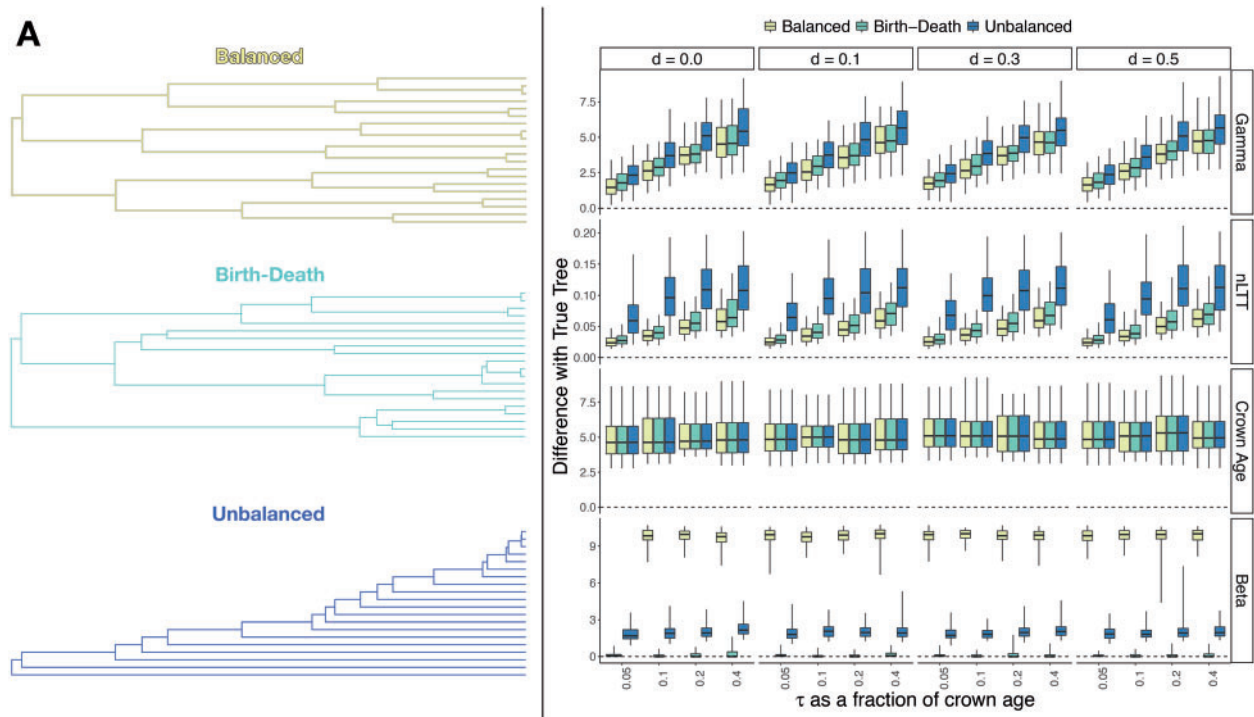 A
Balanced
Birth-Death
Unbalanced
Balanced Birth–Death Unbalanced
d = 0.0 d = 0.1 d = 0.3 d = 0.5
Difference with True Tree
7.5
5.0
2.5
0.0
Gamma
0.20
0.15
0.10
0.05
0.00
nLTT
7.5
5.0
2.5
0.0
Crown Age
9
6
3
0
Beta
0.05 0.1 0.2 0.4 0.05 0.1 0.2 0.4 0.05 0.1 0.2 0.4 0.05 0.1 0.2 0.4
τ as a fraction of crown age